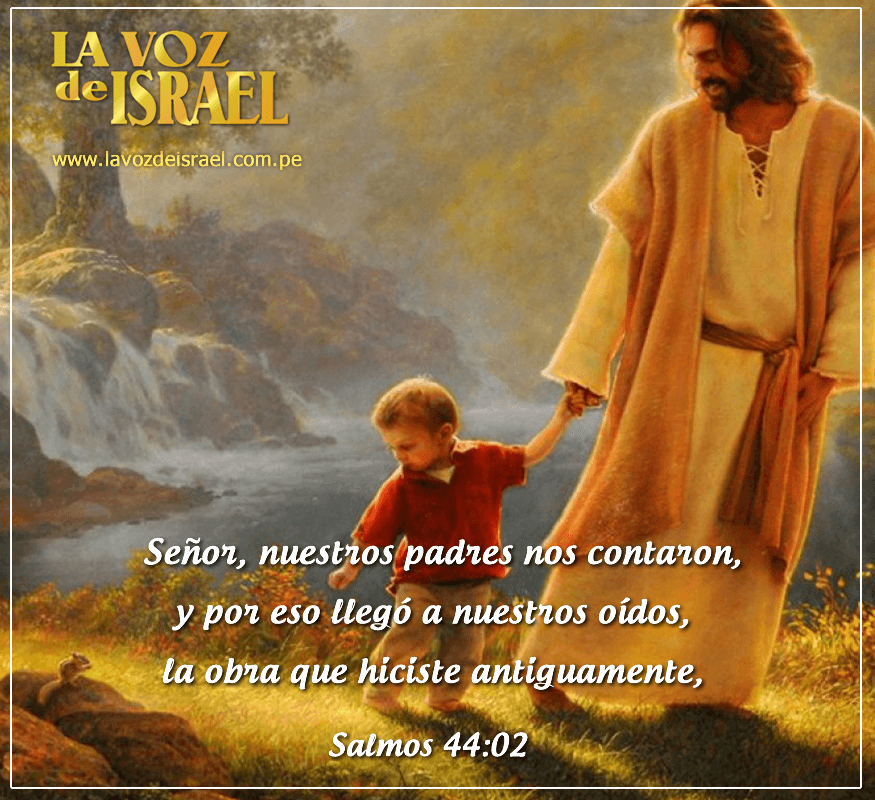 LA VOZ
de ISRAEL
www.lavozdeisrael.com.pe
Señor, nuestros padres nos contaron,
y por eso llegó a nuestros oídos,
la obra que hiciste antiguamente,
Salmos 44:02